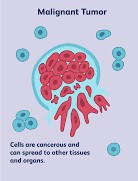 Malignant Tumor
Cells are cancerous and
can spread to other tissues
and organs.